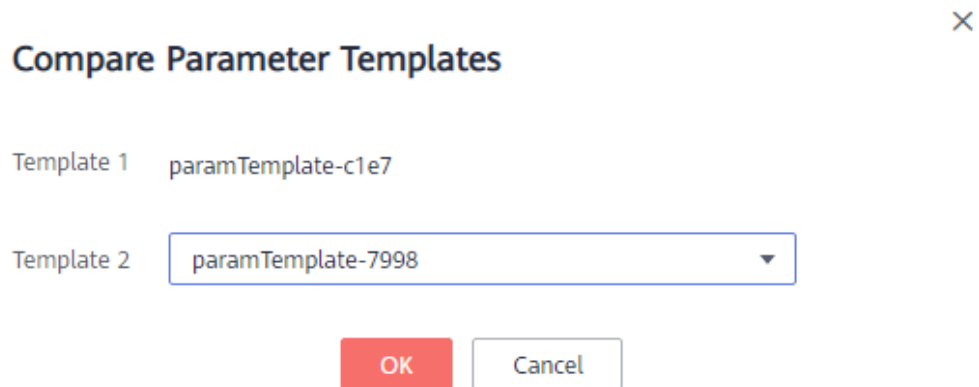 Compare Parameter Templates
Template 1 paramTemplate-c1e7
Template 2 paramTemplate-7998
OK Cancel